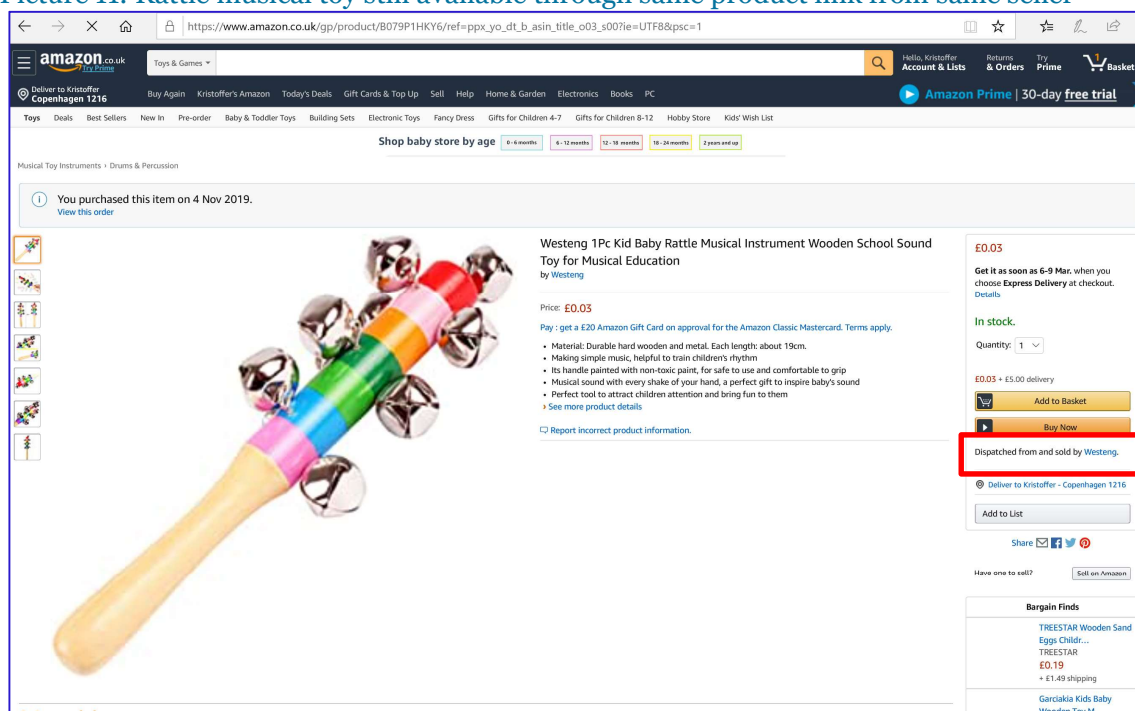 Picture 11: Rattle musical toy still available through same product link from same seller
https://www.amazon.co.uk/gp/product/B079P1HKY6/ref=ppx_yo_dt_b_asin_title_o03_s00?ie=UTF8&psc=1
amazon.co.uk
Try Prime
Toys & Games
Hello, Kristoffer
Account & Lists
Returns
& Orders
Try
Prime
1
Basket
Deliver to Kristoffer
Copenhagen 1216
Buy Again Kristoffer's Amazon Today's Deals Gift Cards & Top Up Sell Help Home & Garden Electronics Books PC
Amazon Prime | 30-day free trial
Toys Deals Best Sellers New In Pre-order Baby & Toddler Toys Building Sets Electronic Toys Fancy Dress Gifts for Children 4-7 Gifts for Children 8-12 Hobby Store Kids' Wish List
Shop baby store by age 0 - 6 months 6 - 12 months 12 - 18 months 18 - 24 months 2 years and up
Musical Toy Instruments › Drums & Percussion
You purchased this item on 4 Nov 2019.
View this order
Westeng 1Pc Kid Baby Rattle Musical Instrument Wooden School Sound
Toy for Musical Education
by Westeng
Price: £0.03
Pay : get a £20 Amazon Gift Card on approval for the Amazon Classic Mastercard. Terms apply.
• Material: Durable hard wooden and metal. Each length: about 19cm.
• Making simple music, helpful to train children's rhythm
• Its handle painted with non-toxic paint, for safe to use and comfortable to grip
• Musical sound with every shake of your hand, a perfect gift to inspire baby's sound
• Perfect tool to attract children attention and bring fun to them
› See more product details
Report incorrect product information.
£0.03
Get it as soon as 6-9 Mar. when you
choose Express Delivery at checkout.
Details
In stock.
Quantity: 1
£0.03 + £5.00 delivery
Add to Basket
Buy Now
Dispatched from and sold by Westeng.
Deliver to Kristoffer - Copenhagen 1216
Add to List
Share
Have one to sell?
Sell on Amazon
Bargain Finds
TREESTAR Wooden Sand
Eggs Childr...
TREESTAR
£0.19
+ £1.49 shipping
Garciakia Kids Baby
Wooden Toy M